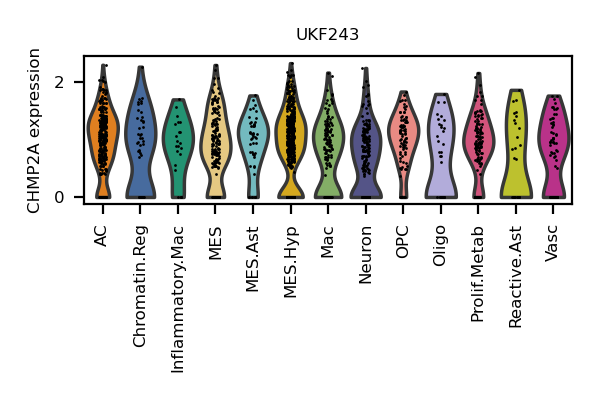 UKF243
CHMP2A expression
2
0
AC
Chromatin.Reg
Inflammatory.Mac
MES
MES.Ast
MES.Hyp
Mac
Neuron
OPC
Oligo
Prolif.Metab
Reactive.Ast
Vasc